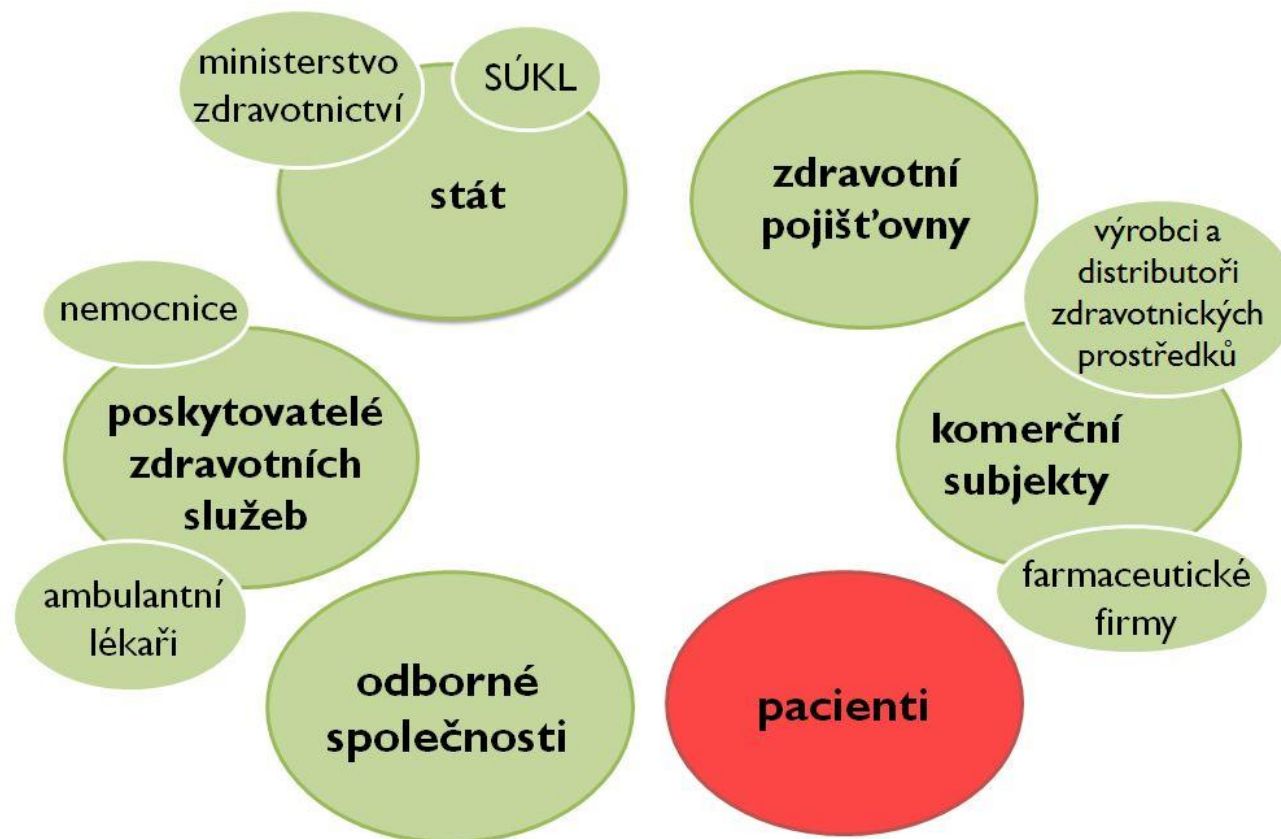 ministerstvo
zdravotnictví
SÚKL
stát
zdravotní
pojišťovny
výrobci a
distributoři
zdravotnických
prostředků
nemocnice
poskytovatelé
zdravotních
služeb
komerční
subjekty
ambulantní
lékaři
farmaceutické
firmy
odborné
společnosti
pacienti